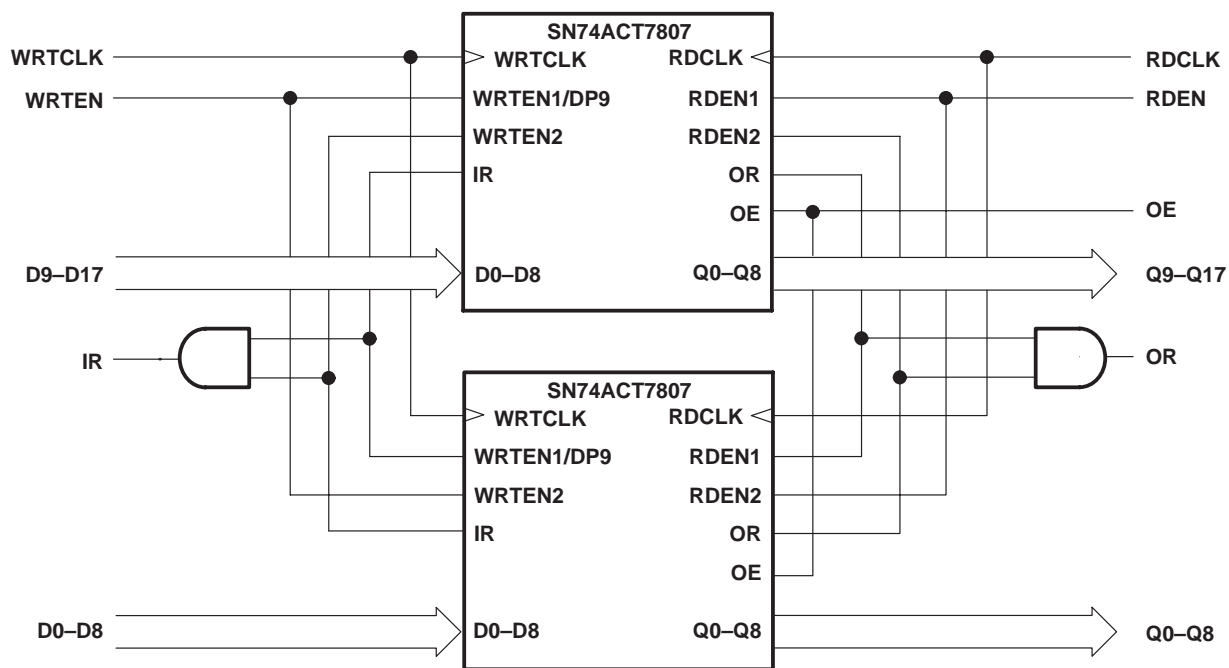 SN74ACT7807
WRTCLK WRTCLK RDCLK RDCLK
WRTEN WRTEN1/DP9 RDEN1 RDEN
WRTEN2 RDEN2
IR OR
OE OE
D9–D17 D0–D8 Q0–Q8 Q9–Q17
IR OR
SN74ACT7807
WRTCLK RDCLK
WRTEN1/DP9 RDEN1
WRTEN2 RDEN2
IR OR
OE
D0–D8 D0–D8 Q0–Q8 Q0–Q8